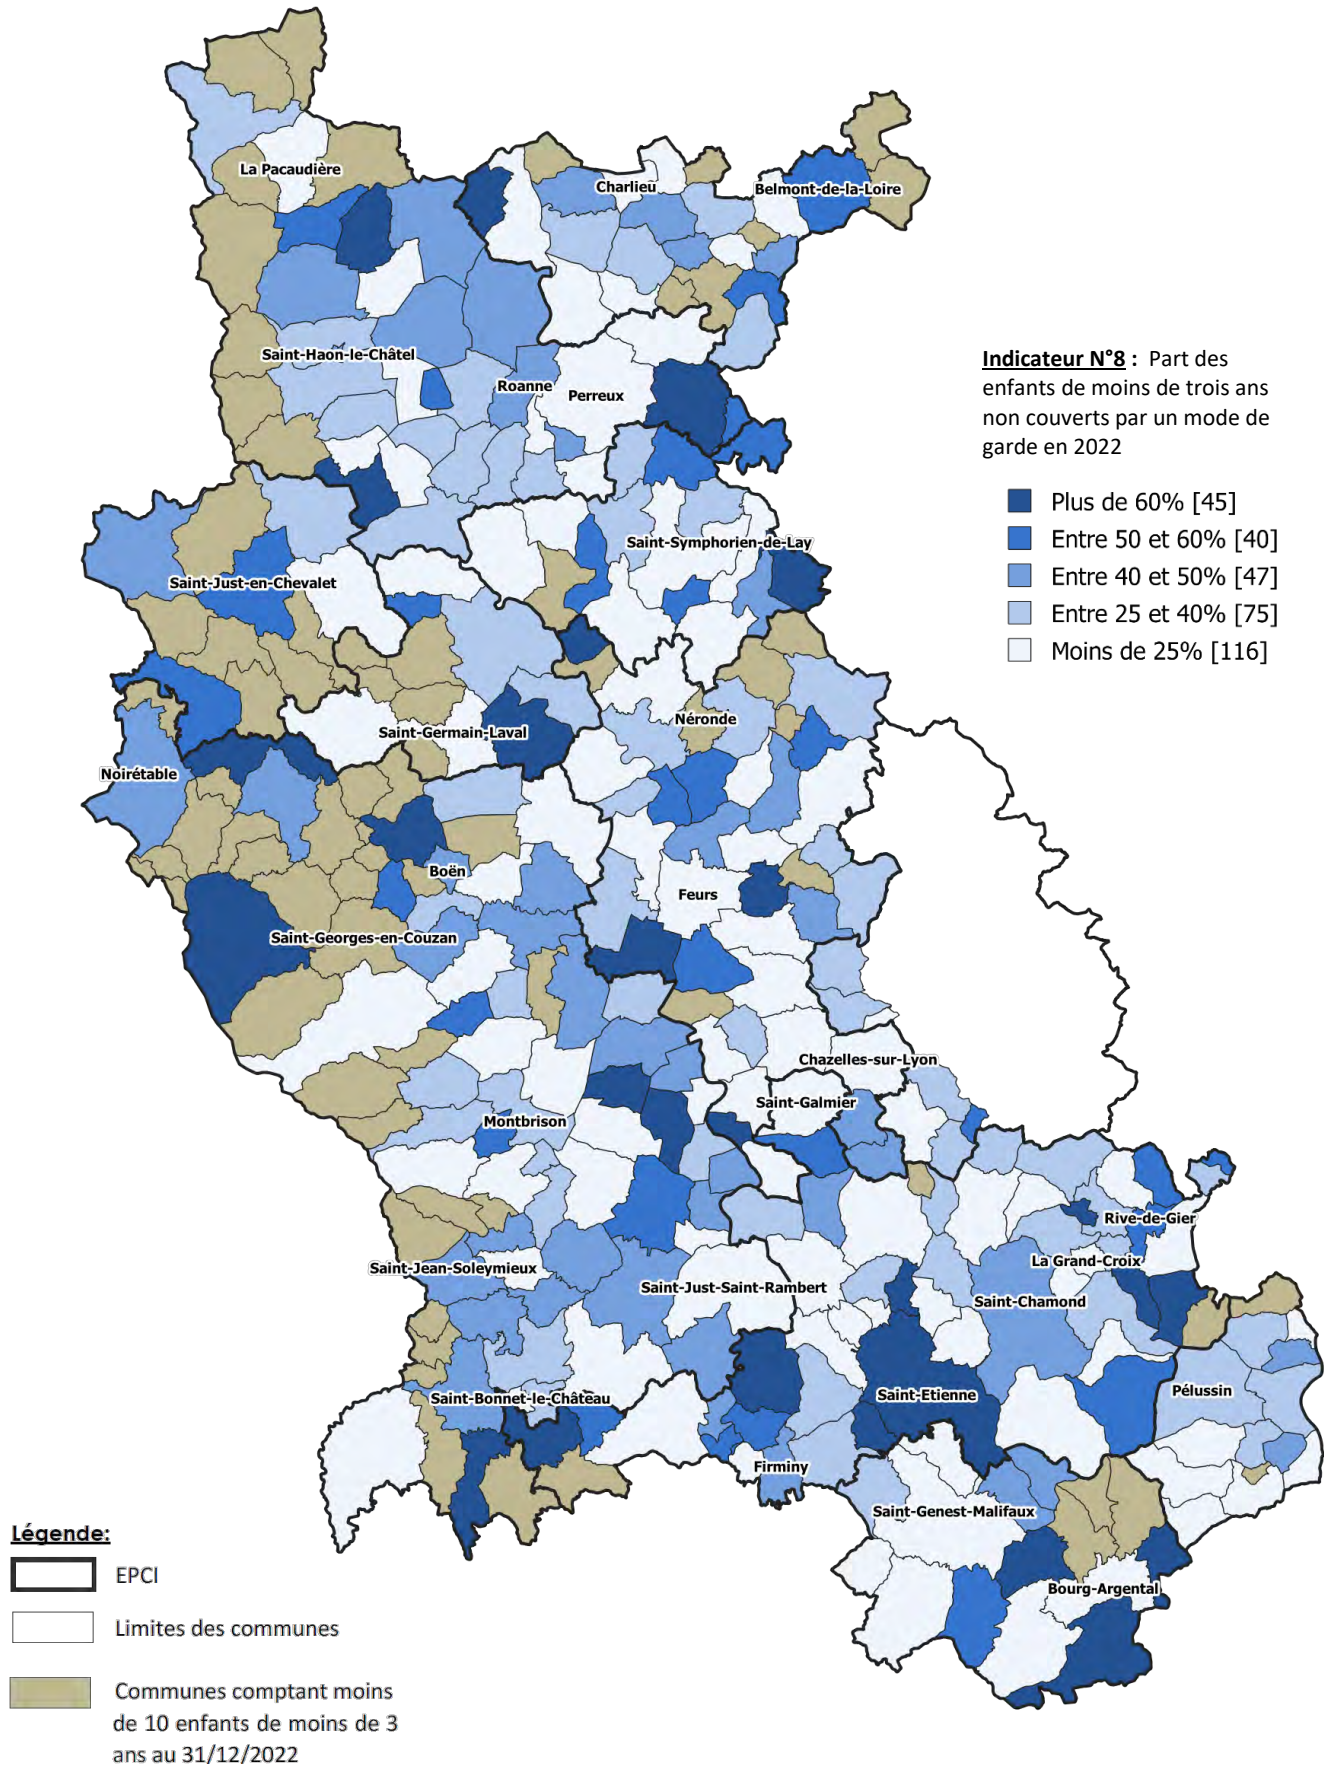 La Pacaudière
Charlieu
Belmont-de-la-Loire
Saint-Haon-le-Châtel
Roanne
Perreux
Indicateur N°8 : Part des
enfants de moins de trois ans
non couverts par un mode de
garde en 2022
Plus de 60% [45]
Entre 50 et 60% [40]
Entre 40 et 50% [47]
Entre 25 et 40% [75]
Moins de 25% [116]
Saint-Symphorien-de-Lay
Saint-Just-en-Chevalet
Néronde
Saint-Germain-Laval
Noirétable
Boën
Feurs
Saint-Georges-en-Couzan
Chazelles-sur-Lyon
Saint-Galmier
Montbrison
Rive-de-Gier
La Grand-Croix
Saint-Jean-Soleymieux
Saint-Just-Saint-Rambert
Saint-Chamond
Pélussin
Saint-Bonnet-le-Château
Saint-Etienne
Firminy
Saint-Genest-Malifaux
Bourg-Argental
Légende:
EPCI
Limites des communes
Communes comptant moins
de 10 enfants de moins de 3
ans au 31/12/2022